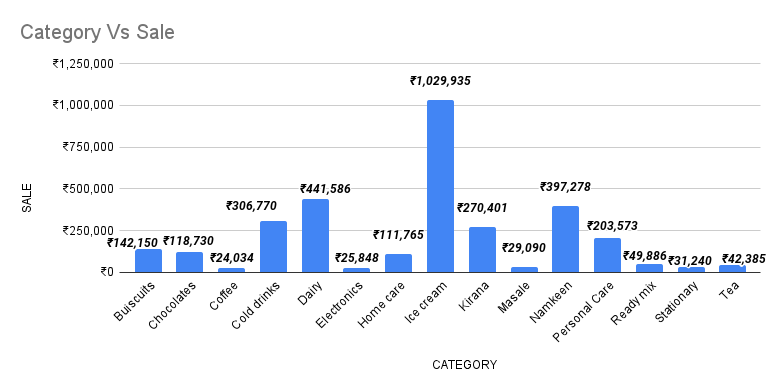 Category Vs Sale
₹1,250,000
₹1,000,000
₹750,000
₹500,000
₹250,000
₹0
SALE
₹142,150
₹118,730
₹24,034
₹306,770
₹441,586
₹25,848
₹111,765
₹1,029,935
₹270,401
₹29,090
₹397,278
₹203,573
₹49,886
₹31,240
₹42,385
Buiscuits
Chocolates
Coffee
Cold drinks
Daily
Electronics
Home care
Ice cream
Kirana
Masale
Namkeen
Personal Care
Ready mix
Stationary
Tea
CATEGORY